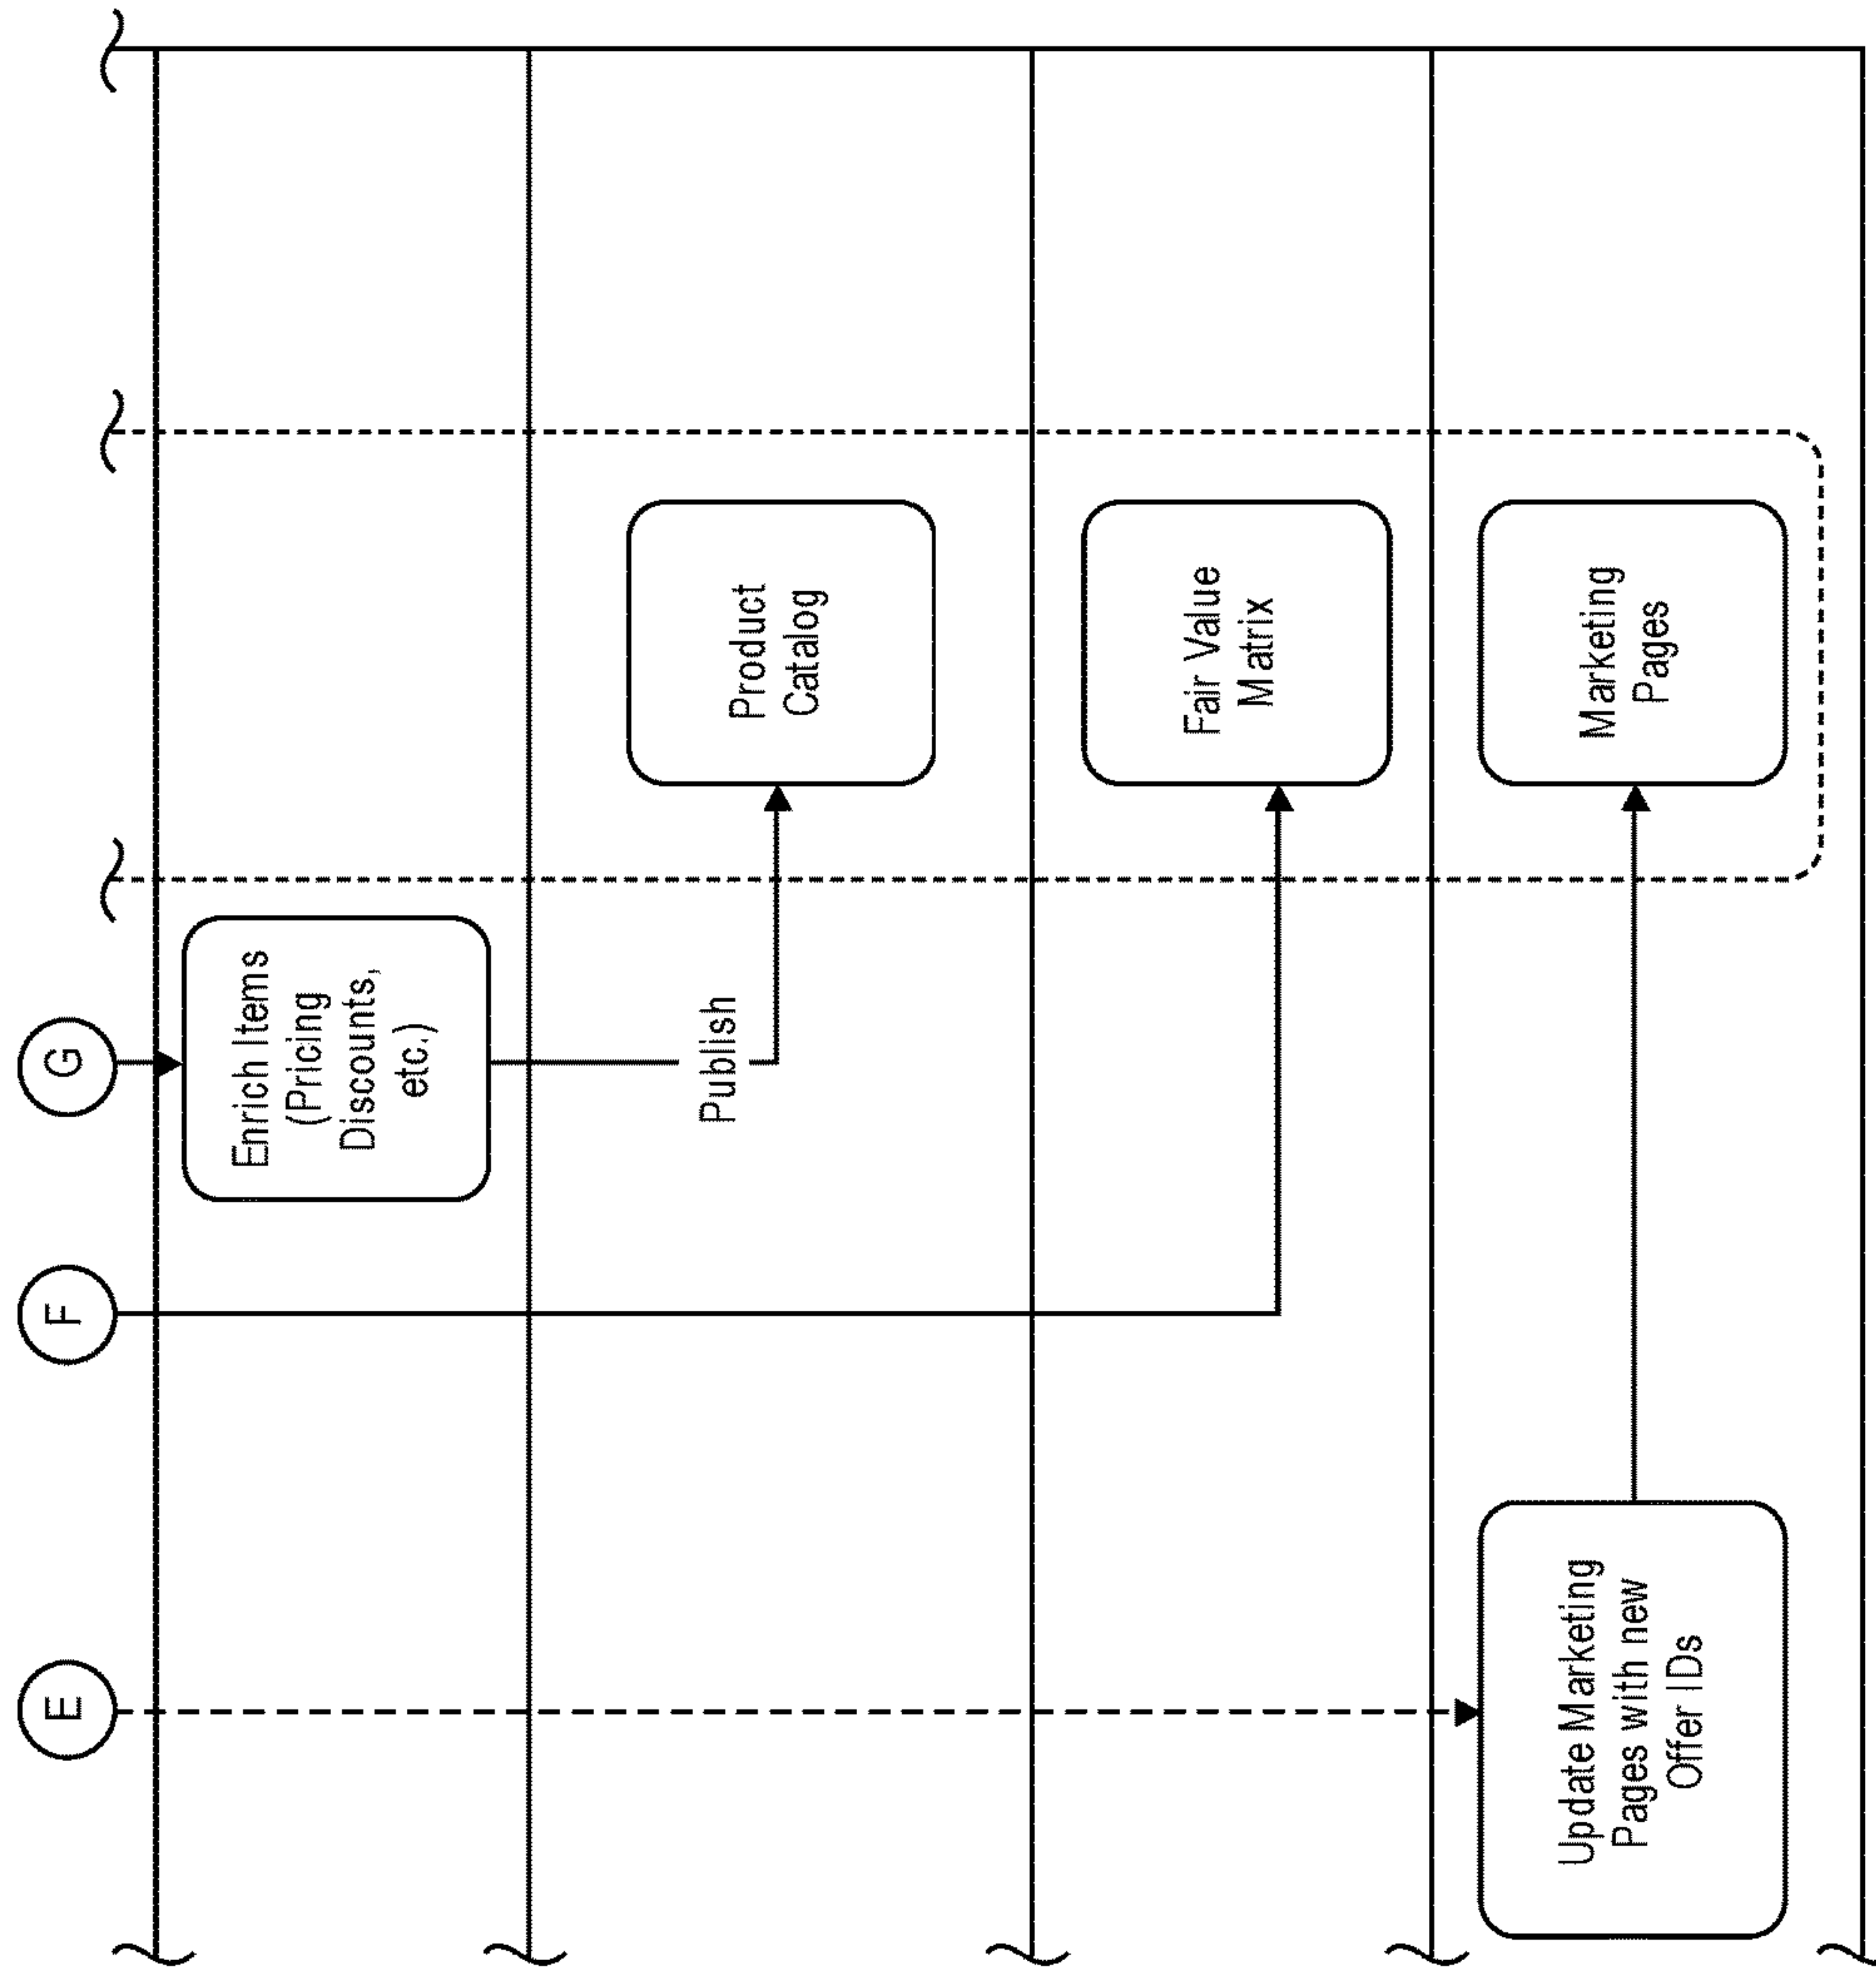 E
F
G
Enrich Items
(Pricing
Discounts,
etc.)
Publish
Product
Catalog
Fair Value
Matrix
Update Marketing
Pages with new
Offer IDs
Marketing
Pages